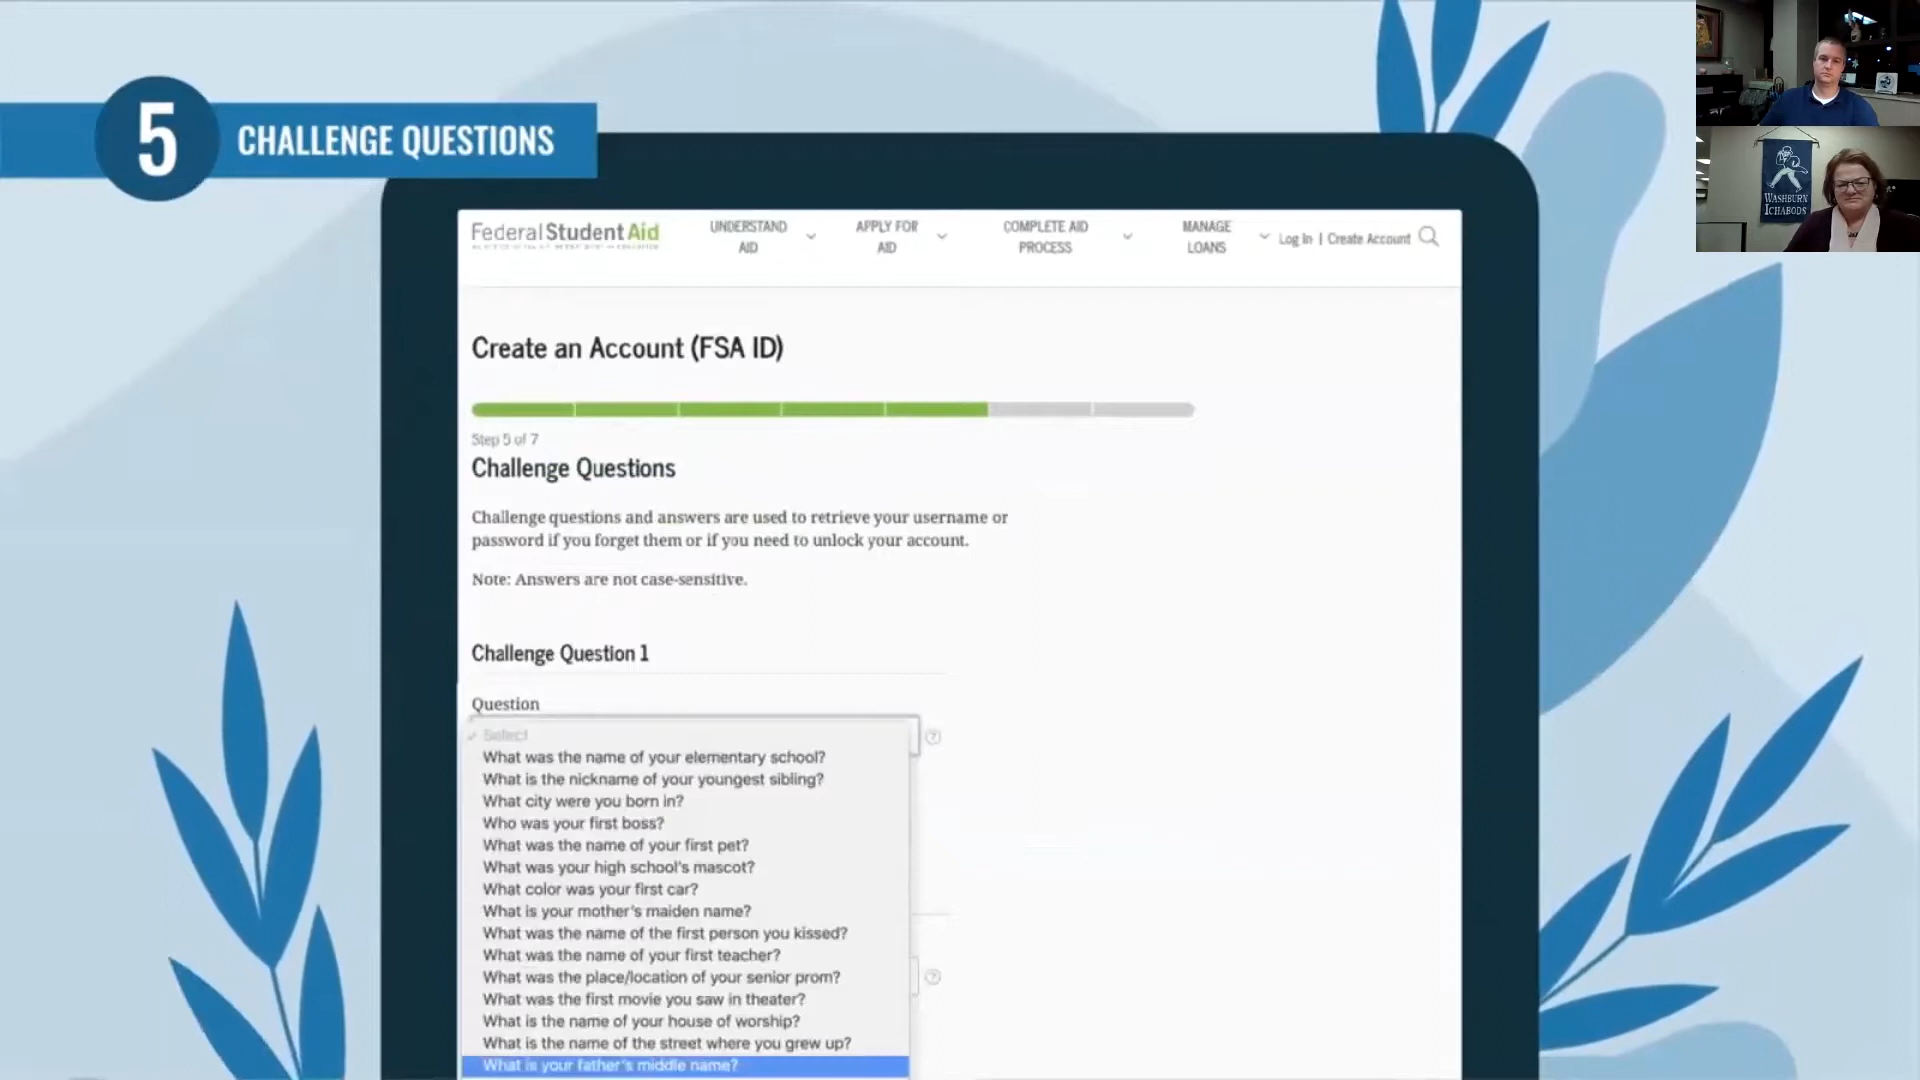 5
CHALLENGE QUESTIONS
Federal Student Aid
UNDERSTAND
AID
APPLY FOR
AID
COMPLETE AID
PROCESS
MANAGE
LOANS
Log In | Create Account
Create an Account (FSA ID)
Step 5 of 7
Challenge Questions
Challenge questions and answers are used to retrieve your username or
password if you forget them or if you need to unlock your account.
Note: Answers are not case-sensitive.
Challenge Question 1
Question
Select
What was the name of your elementary school?
What is the nickname of your youngest sibling?
What city were you born in?
Who was your first boss?
What was the name of your first pet?
What was your high school's mascot?
What color was your first car?
What is your mother's maiden name?
What was the name of the first person you kissed?
What was the name of your first teacher?
What was the place/location of your senior prom?
What was the first movie you saw in theater?
What is the name of your house of worship?
What is the name of the street where you grew up?
What is your father's middle name?
WASHBURN
ICHABODS